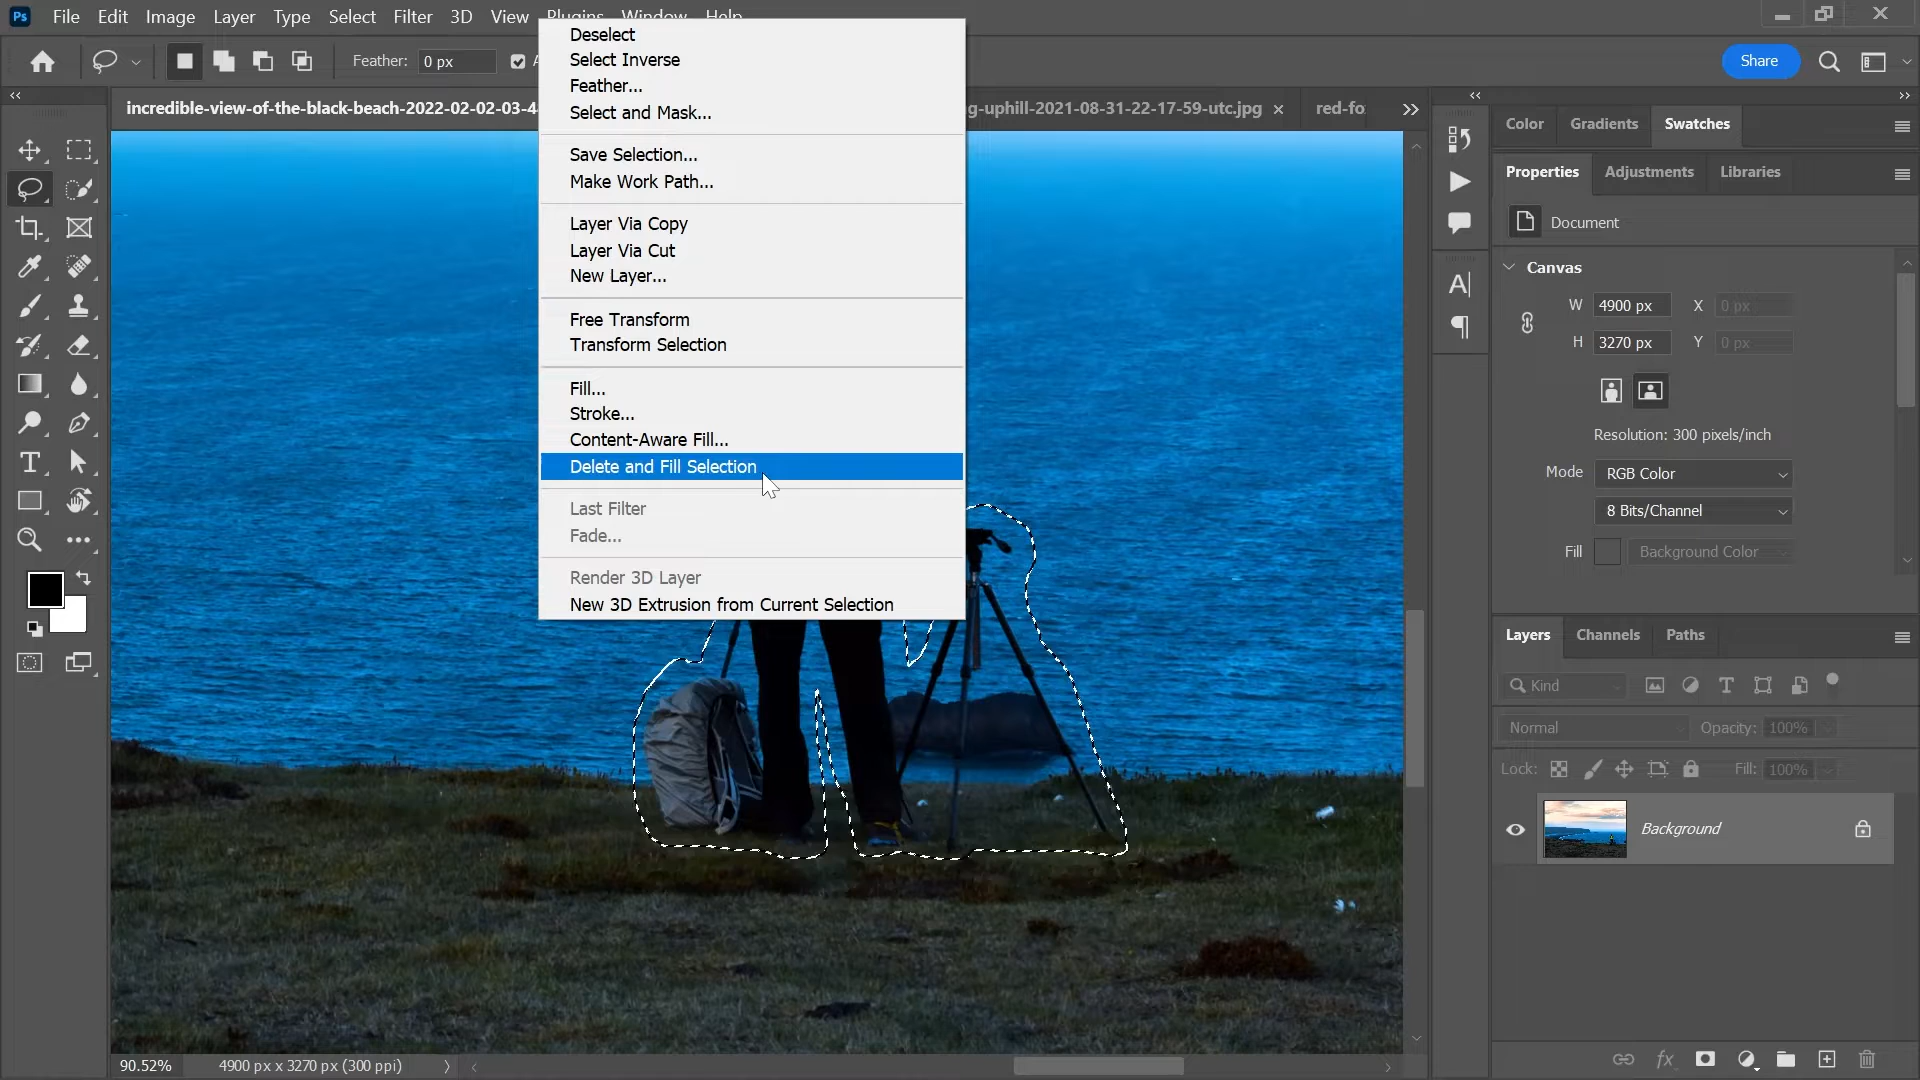 Ps File Edit Image Layer Type Select Filter 3D View Plugins Window Help
Feather: 0 px
Share
incredible-view-of-the-black-beach-2022-02-02-03-4
g-uphill-2021-08-31-22-17-59-utc.jpg ×
red-fo
Deselect
Select Inverse
Feather...
Select and Mask...
Save Selection...
Make Work Path...
Layer Via Copy
Layer Via Cut
New Layer...
Free Transform
Transform Selection
Fill...
Stroke...
Content-Aware Fill...
Delete and Fill Selection
Last Filter
Fade...
Render 3D Layer
New 3D Extrusion from Current Selection
Color Gradients Swatches
Properties Adjustments Libraries
Document
Canvas
W 4900 px X 0 px
H 3270 px Y 0 px
Resolution: 300 pixels/inch
Mode RGB Color
8 Bits/Channel
Fill Background Color
Layers Channels Paths
Kind
Normal Opacity: 100%
Lock: Fill: 100%
Background
fx
90.52% 4900 px x 3270 px (300 ppi)